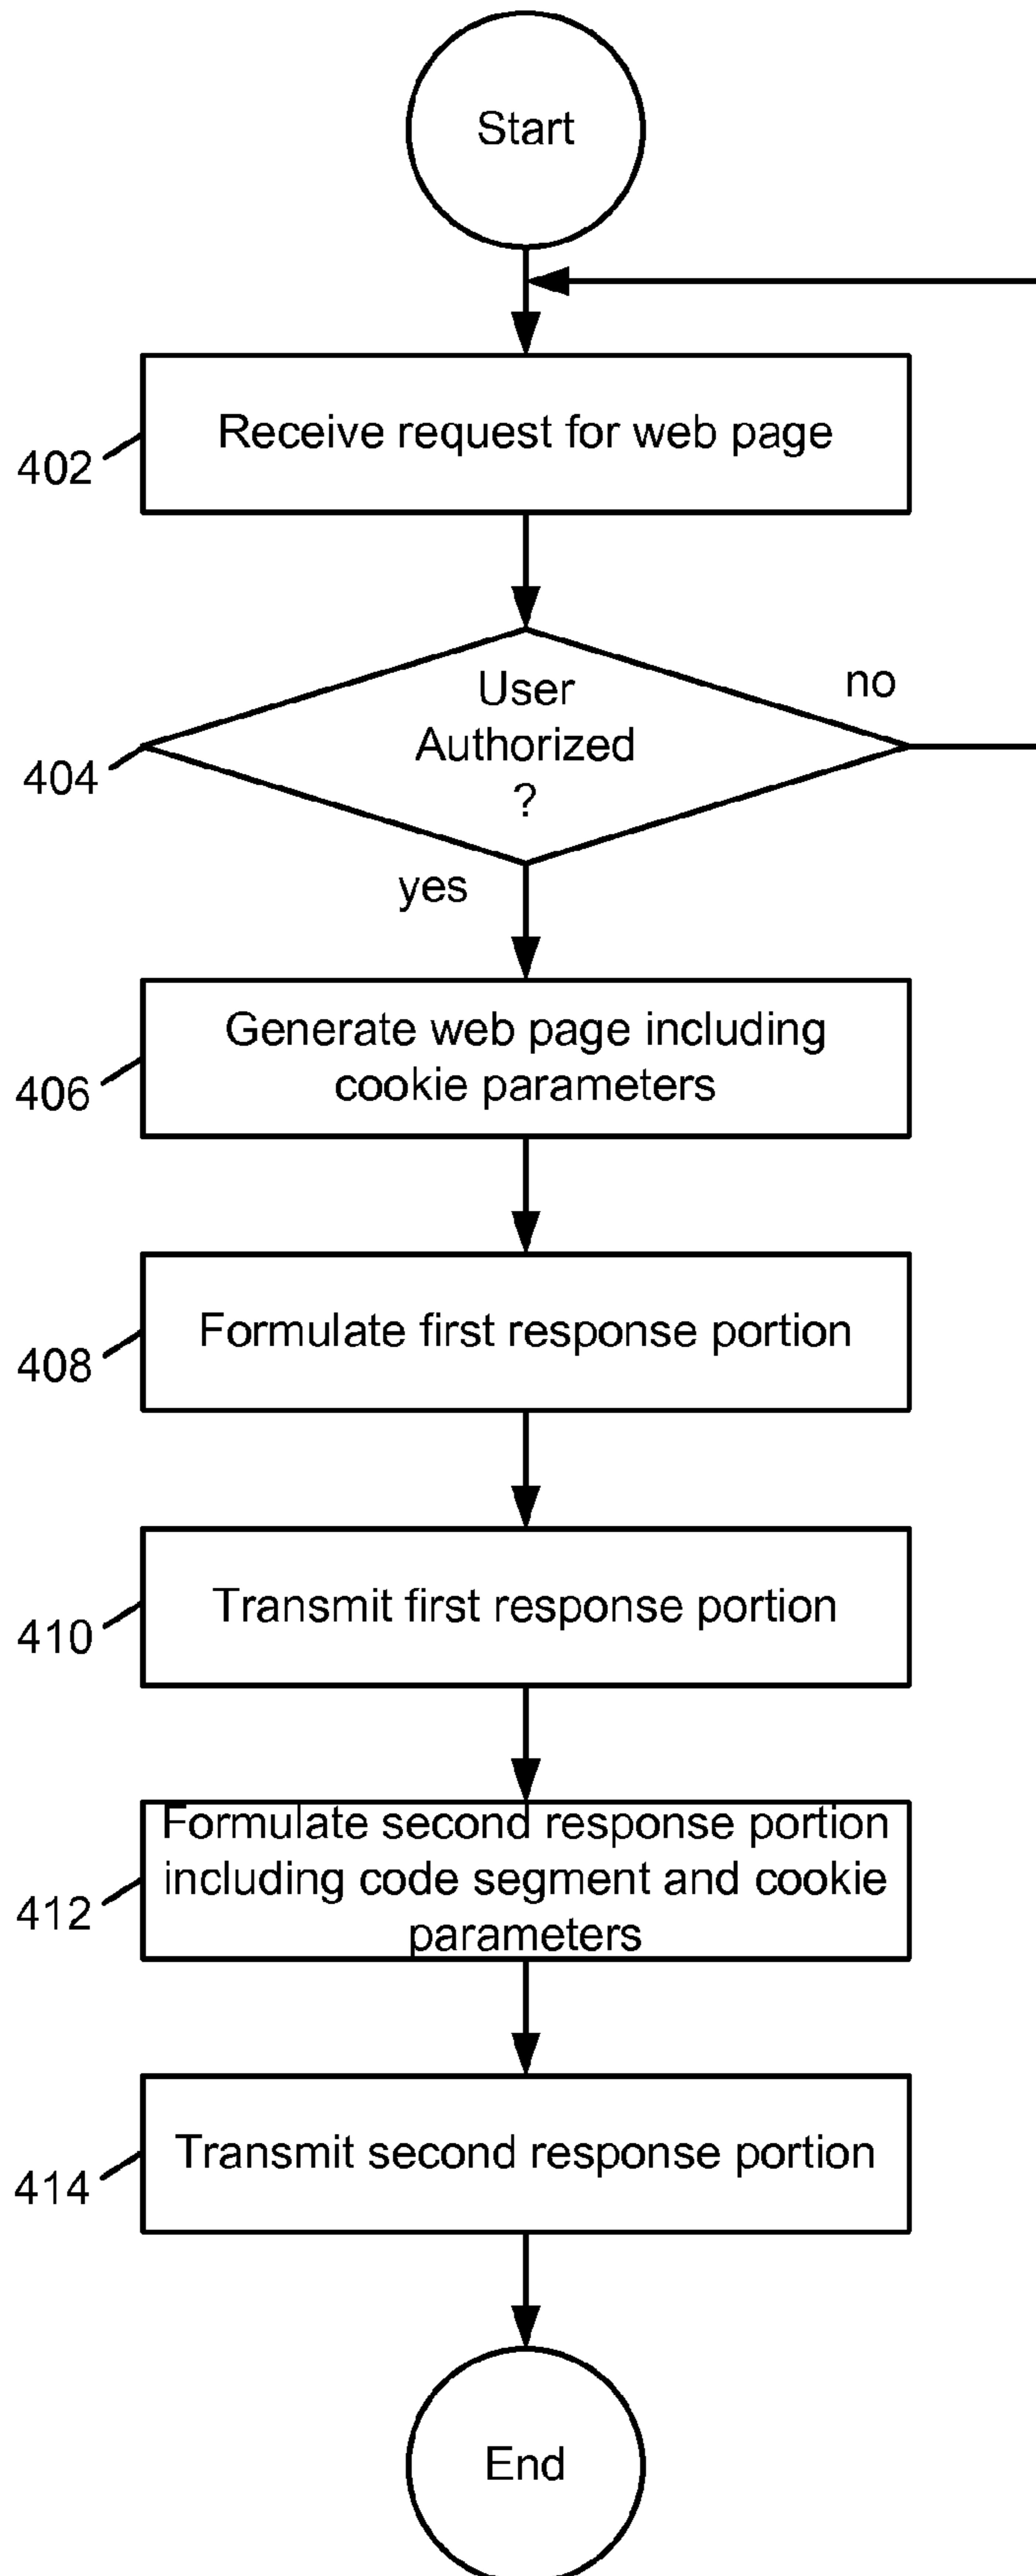 Start
Receive request for web page
402
User
Authorized
?
no
404
yes
Generate web page including
cookie parameters
406
Formulate first response portion
408
Transmit first response portion
410
Formulate second response portion
including code segment and cookie
parameters
412
Transmit second response portion
414
End